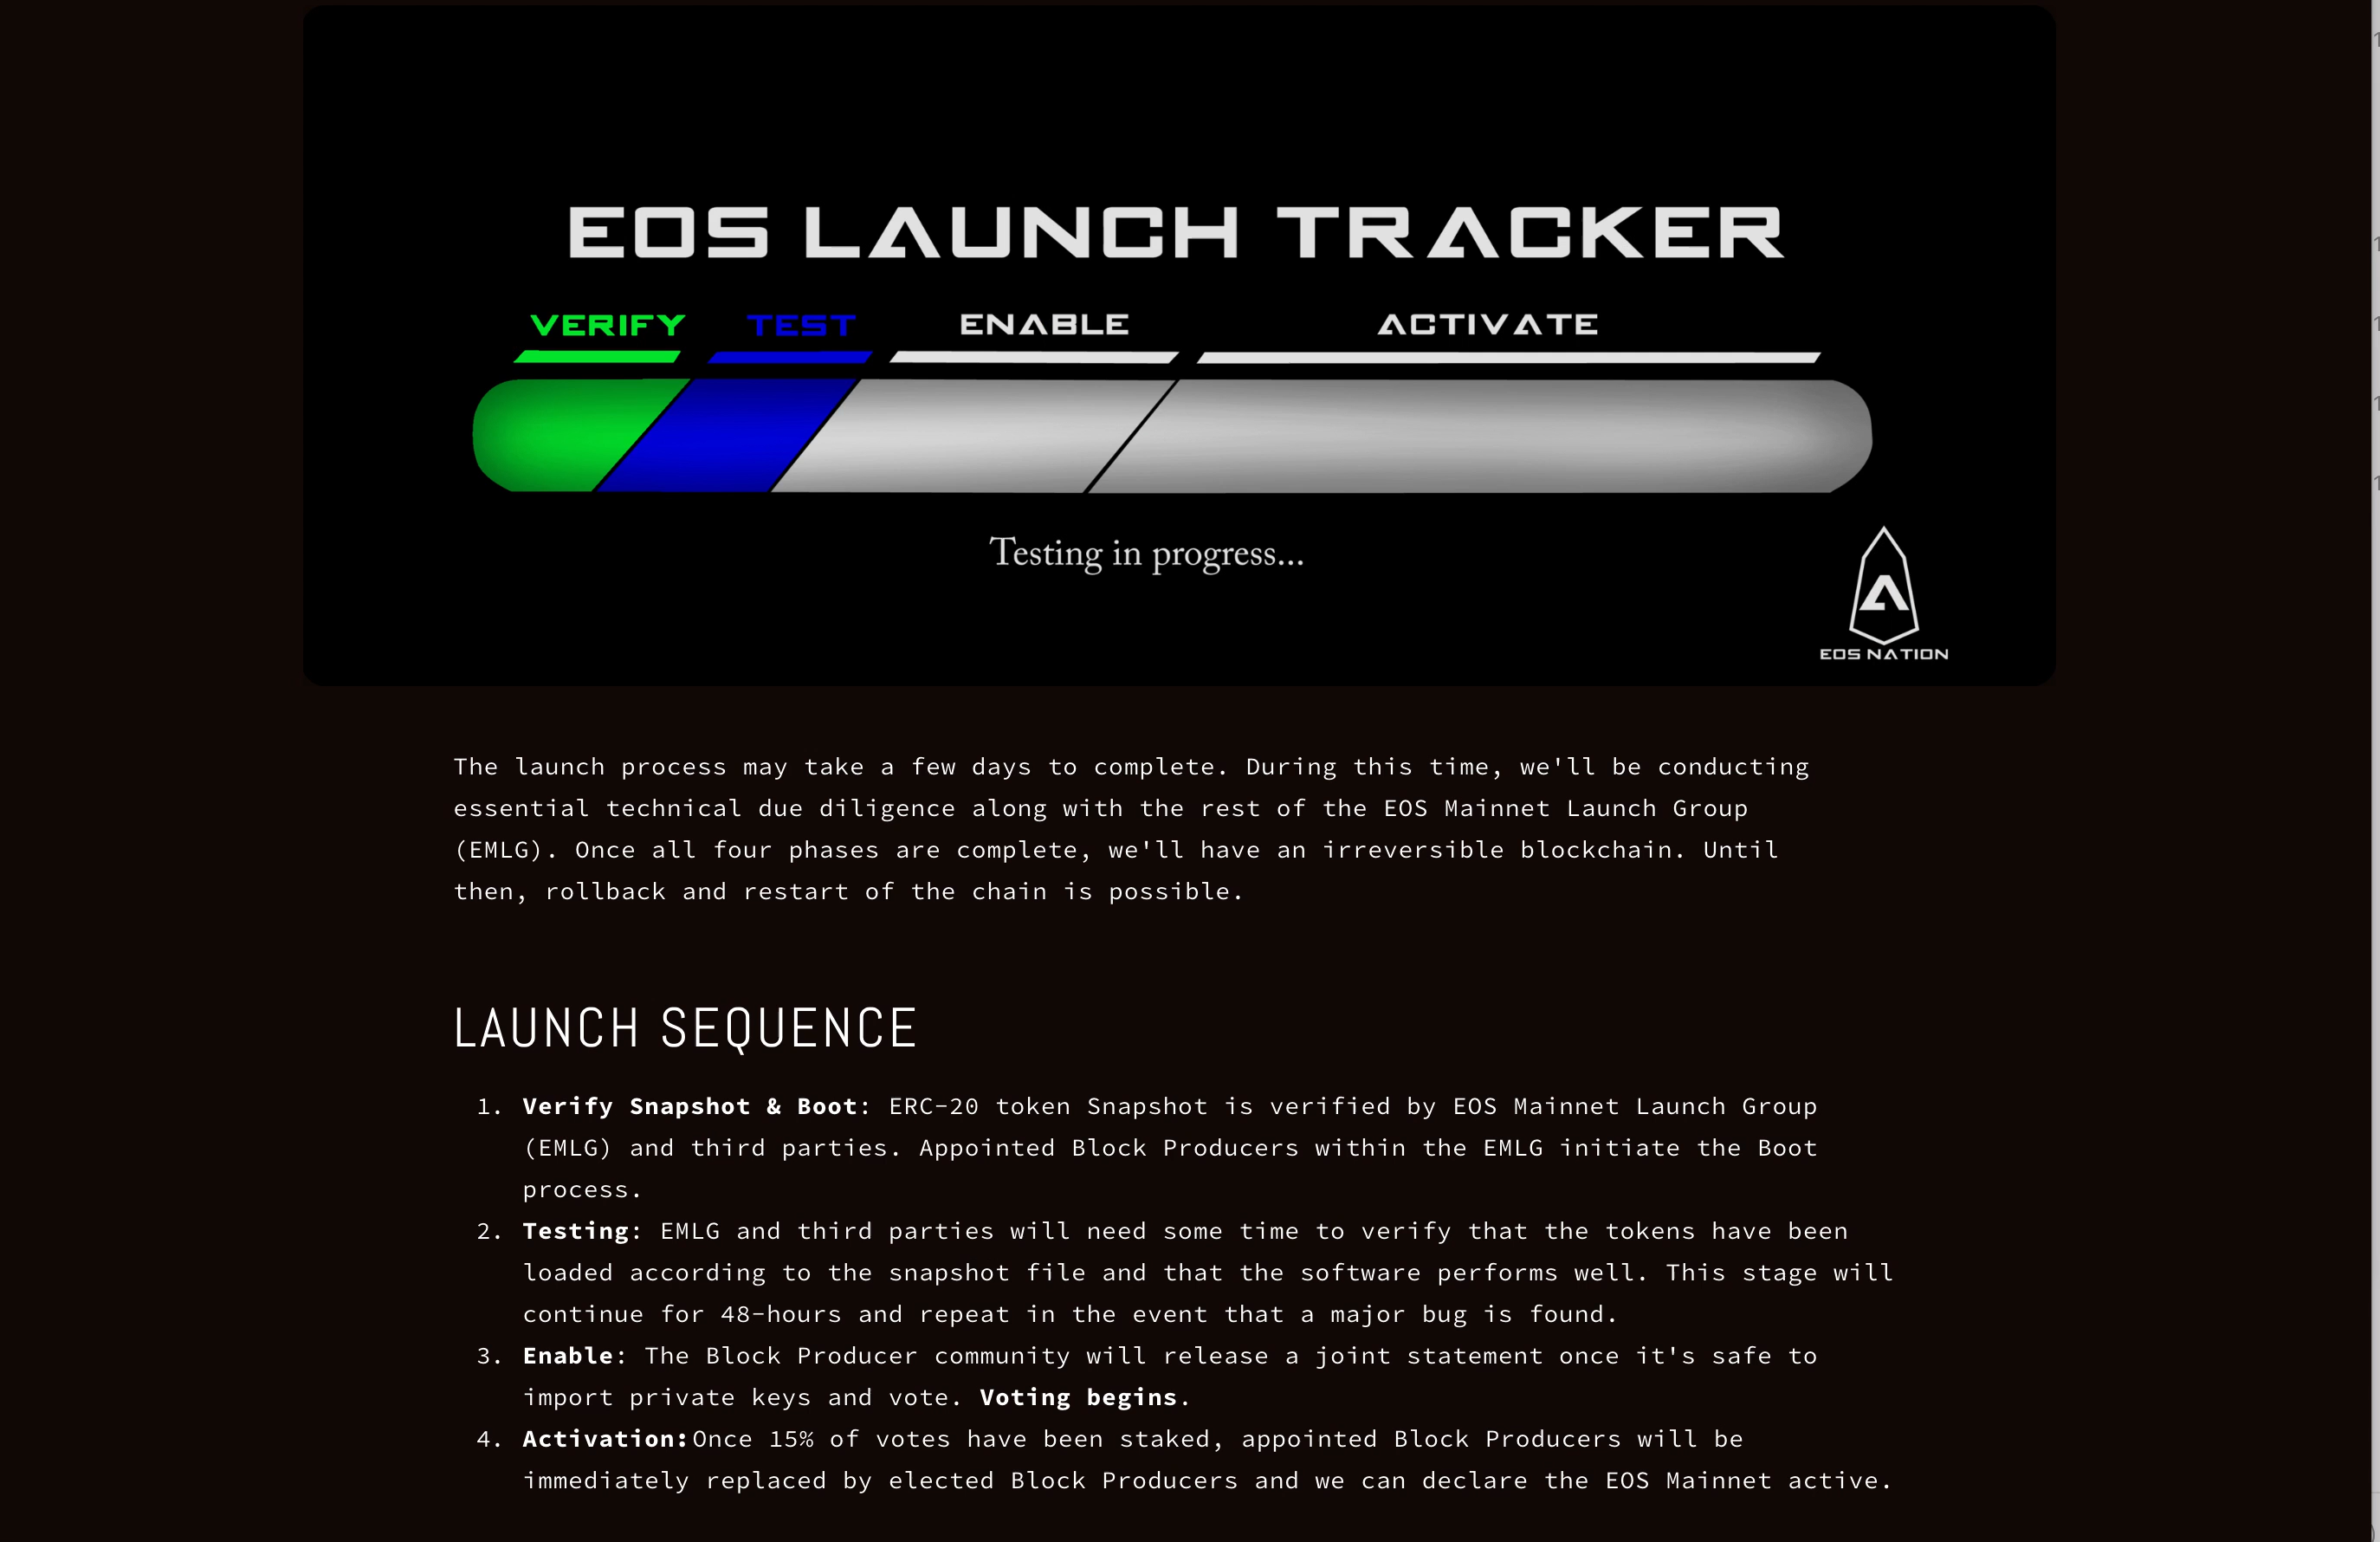 EOS LAUNCH TRACKER
VERIFY TEST ENABLE ACTIVATE
Testing in progress...
EOS NATION
The launch process may take a few days to complete. During this time, we'll be conducting
essential technical due diligence along with the rest of the EOS Mainnet Launch Group
(EMLG). Once all four phases are complete, we'll have an irreversible blockchain. Until
then, rollback and restart of the chain is possible.
LAUNCH SEQUENCE
1. Verify Snapshot & Boot: ERC-20 token Snapshot is verified by EOS Mainnet Launch Group
(EMLG) and third parties. Appointed Block Producers within the EMLG initiate the Boot
process.
2. Testing: EMLG and third parties will need some time to verify that the tokens have been
loaded according to the snapshot file and that the software performs well. This stage will
continue for 48-hours and repeat in the event that a major bug is found.
3. Enable: The Block Producer community will release a joint statement once it's safe to
import private keys and vote. Voting begins.
4. Activation:Once 15% of votes have been staked, appointed Block Producers will be
immediately replaced by elected Block Producers and we can declare the EOS Mainnet active.